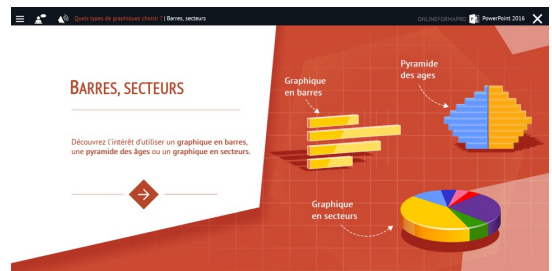 Quels types de graphiques choisir ? | Barres, secteurs
ONLINEFORMAPRO
PowerPoint 2016
BARRES, SECTEURS
Découvrez l'intérêt d'utiliser un graphique en barres,
une pyramide des âges ou un graphique en secteurs.
Graphique
en barres
Pyramide
des ages
Graphique
en secteurs